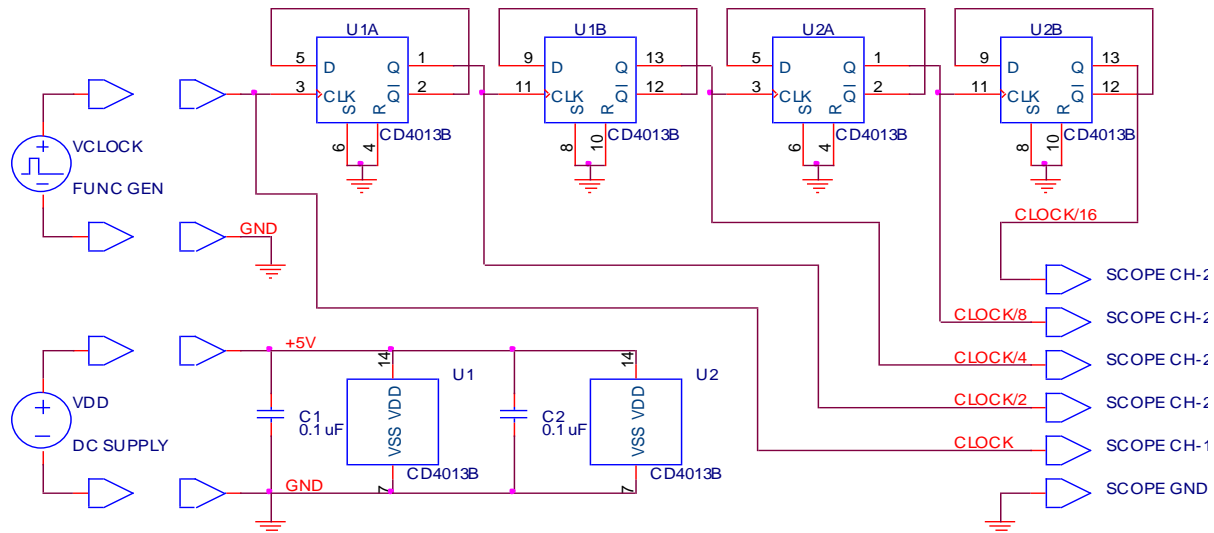 U1A U1B U2A U2B
5 D Q 1
3 CLK Q 2
S R
6 4
CD4013B
9 D Q 13
11 CLK Q 12
S R
8 10
CD4013B
5 D Q 1
3 CLK Q 2
S R
6 4
CD4013B
9 D Q 13
11 CLK Q 12
S R
8 10
CD4013B
VCLOCK
FUNC GEN
GND
CLOCK/16
SCOPE CH-2
CLOCK/8 SCOPE CH-2
CLOCK/4 SCOPE CH-2
CLOCK/2 SCOPE CH-2
CLOCK SCOPE CH-1
SCOPE GND
+5V
VDD
DC SUPPLY
C1
0.1 uF
14
U1
VSS VDD
CD4013B
7
C2
0.1 uF
14
U2
VSS VDD
CD4013B
7
GND